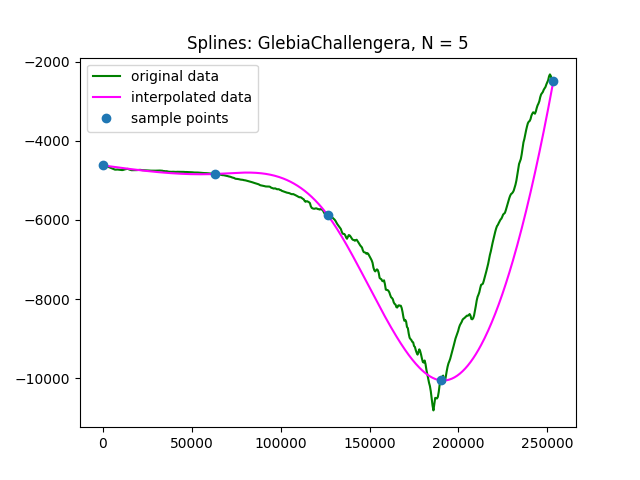 Splines: GlebiaChallengera, N = 5
original data
interpolated data
sample points
−2000
−4000
−6000
−8000
−10000
0 50000 100000 150000 200000 250000